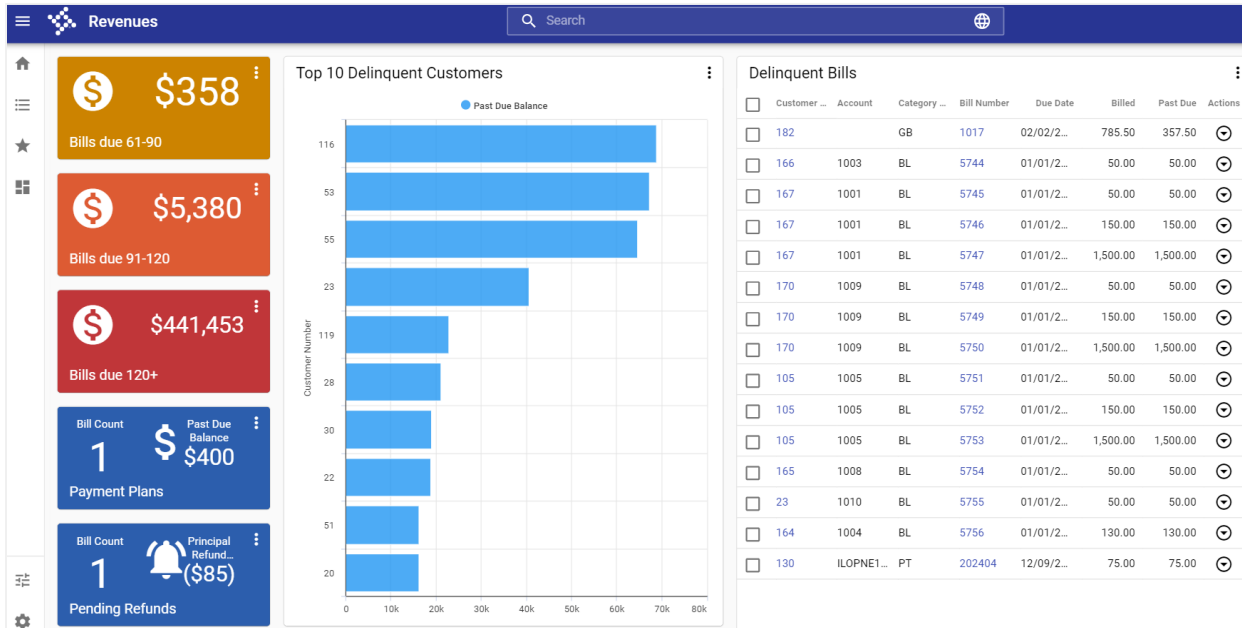 Revenues
Search
$358
Bills due 61-90
$5,380
Bills due 91-120
$441,453
Bills due 120+
Bill Count
1
Past Due
Balance
$400
Payment Plans
Bill Count
1
Principal
Refund...
($85)
Pending Refunds
Top 10 Delinquent Customers
Past Due Balance
Customer Number
116
53
55
23
119
28
30
22
51
20
0 10k 20k 30k 40k 50k 60k 70k 80k
Delinquent Bills
Customer ... Account Category ... Bill Number Due Date Billed Past Due Actions
182 GB 1017 02/02/2... 785.50 357.50
166 1003 BL 5744 01/01/2... 50.00 50.00
167 1001 BL 5745 01/01/2... 50.00 50.00
167 1001 BL 5746 01/01/2... 150.00 150.00
167 1001 BL 5747 01/01/2... 1,500.00 1,500.00
170 1009 BL 5748 01/01/2... 50.00 50.00
170 1009 BL 5749 01/01/2... 150.00 150.00
170 1009 BL 5750 01/01/2... 1,500.00 1,500.00
105 1005 BL 5751 01/01/2... 50.00 50.00
105 1005 BL 5752 01/01/2... 150.00 150.00
105 1005 BL 5753 01/01/2... 1,500.00 1,500.00
165 1008 BL 5754 01/01/2... 50.00 50.00
23 1010 BL 5755 01/01/2... 50.00 50.00
164 1004 BL 5756 01/01/2... 130.00 130.00
130 ILOPNE1... PT 202404 12/09/2... 75.00 75.00